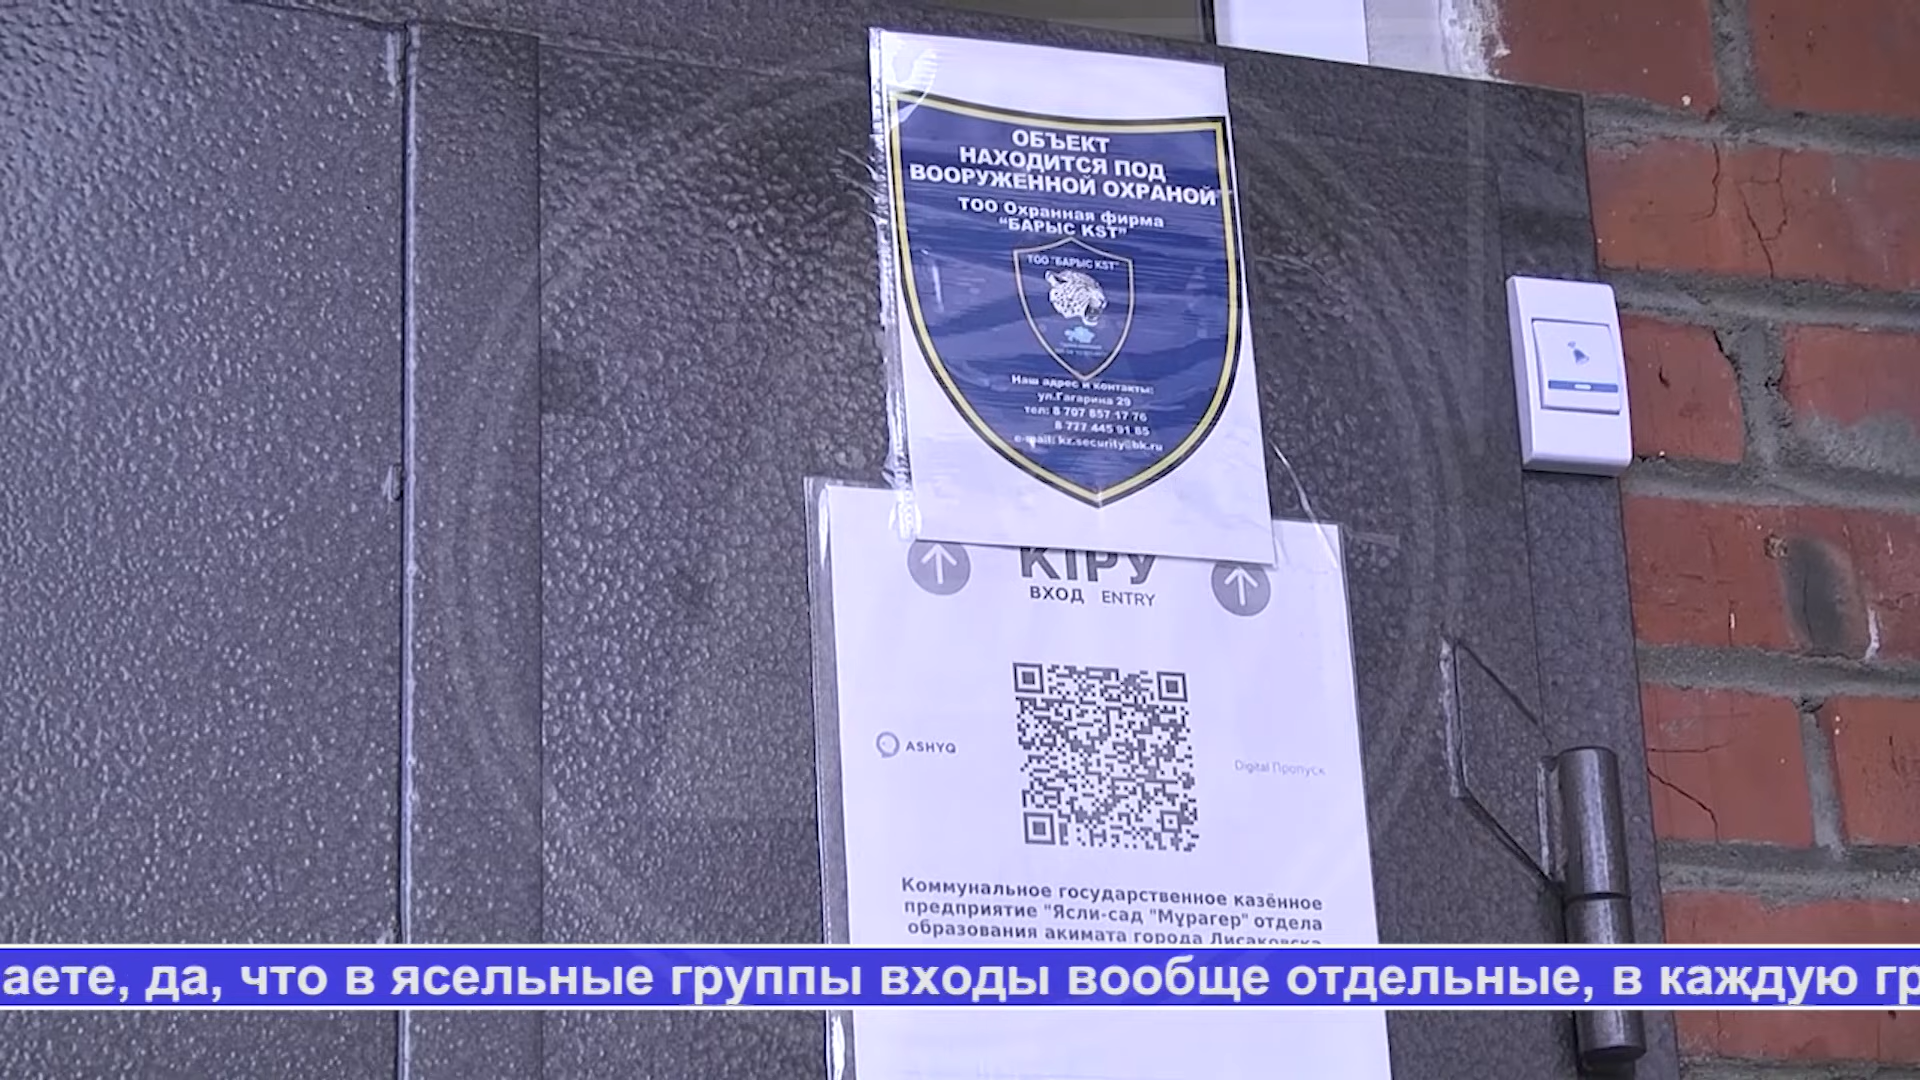 ОБЪЕКТ
НАХОДИТСЯ ПОД
ВООРУЖЕННОЙ ОХРАНОЙ
ТОО Охранная фирма
“БАРЫС KST”
ТОО "БАРЫС KST"
Наш адрес и контакты:
ул.Гагарина 29
тел: 8 707 857 17 76
8 777 445 91 85
e-mail: kz.security@bk.ru
КІРУ
ВХОД ENTRY
ASHYQ
Digital Пропуск
Коммунальное государственное казённое
предприятие "Ясли-сад "Мұрагер" отдела
образования акимата города Лисаковска
аете, да, что в ясельные группы входы вообще отдельные, в каждую гр